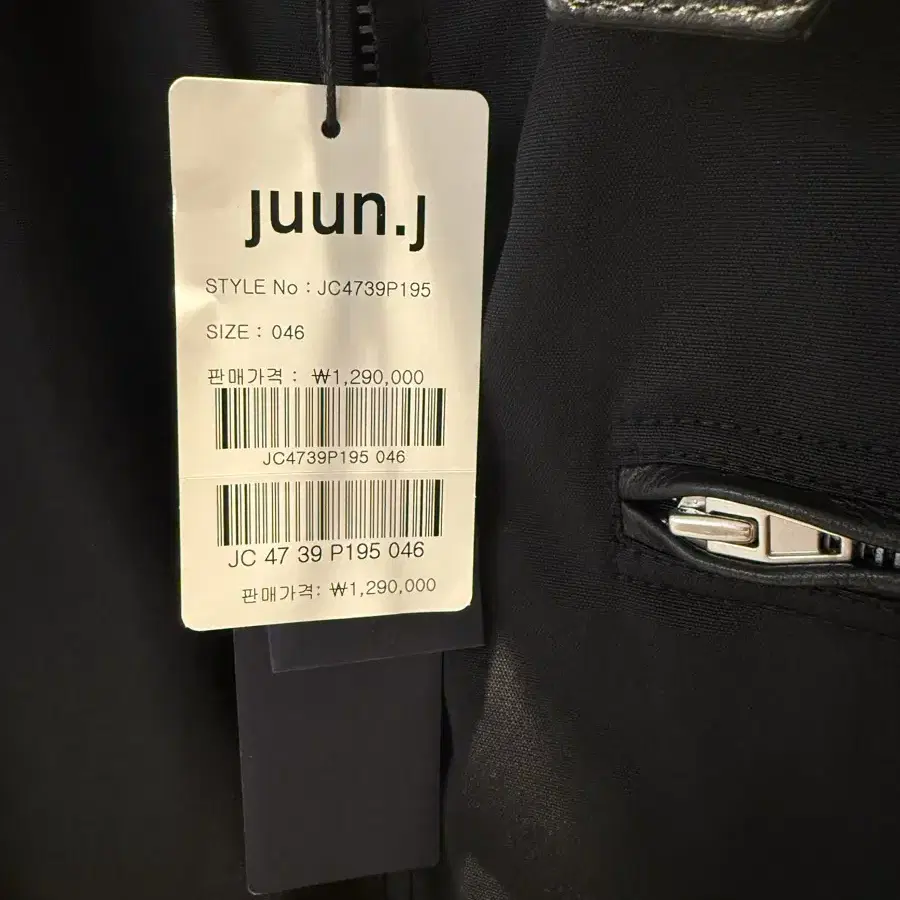 juun.j
STYLE No : JC4739P195
SIZE : 046
판매가격 : ₩1,290,000
JC4739P195 046
JC 47 39 P195 046
판매가격: ₩1,290,000